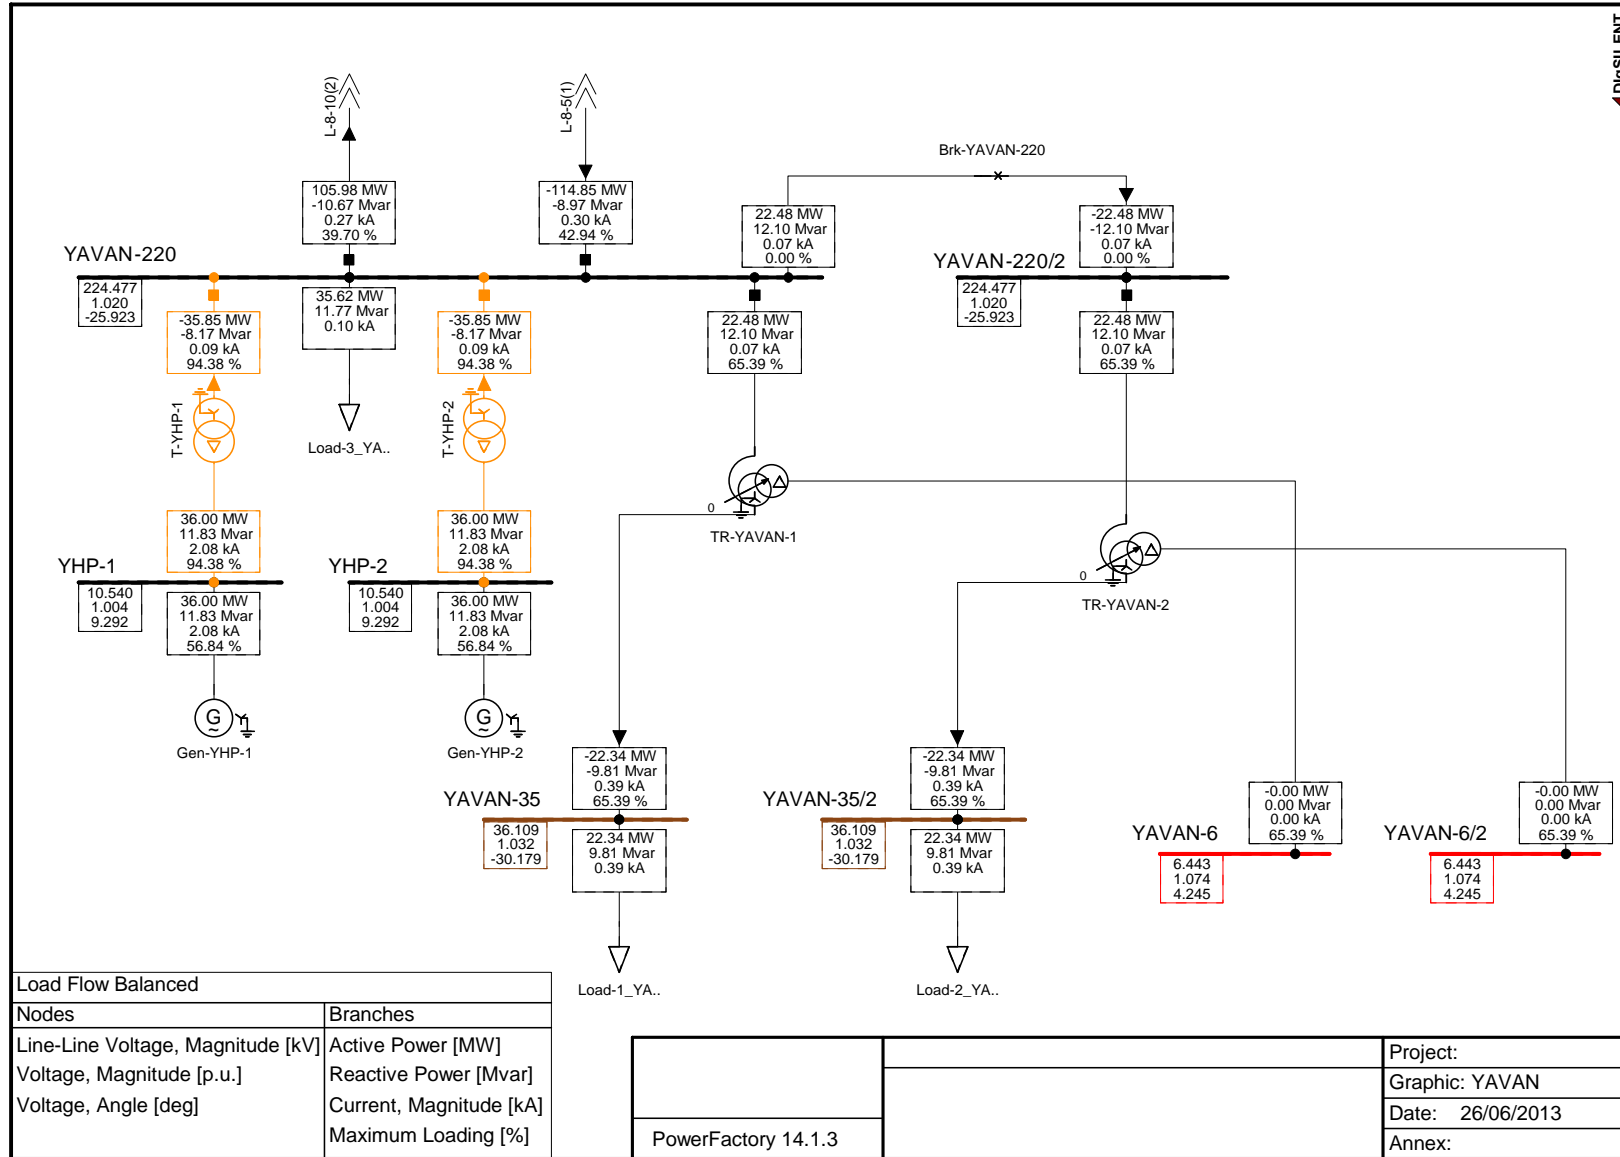 DIgSILENT
L-8-10(2)
L-8-5(1)
Brk-YAVAN-220
105.98 MW
-10.67 Mvar
0.27 kA
39.70 %
-114.85 MW
-8.97 Mvar
0.30 kA
42.94 %
22.48 MW
12.10 Mvar
0.07 kA
0.00 %
-22.48 MW
-12.10 Mvar
0.07 kA
0.00 %
YAVAN-220
224.477
1.020
-25.923
YAVAN-220/2
224.477
1.020
-25.923
-35.85 MW
-8.17 Mvar
0.09 kA
94.38 %
35.62 MW
11.77 Mvar
0.10 kA
-35.85 MW
-8.17 Mvar
0.09 kA
94.38 %
22.48 MW
12.10 Mvar
0.07 kA
65.39 %
22.48 MW
12.10 Mvar
0.07 kA
65.39 %
T-YHP-1
Load-3_YA..
T-YHP-2
0
TR-YAVAN-1
0
TR-YAVAN-2
36.00 MW
11.83 Mvar
2.08 kA
94.38 %
36.00 MW
11.83 Mvar
2.08 kA
94.38 %
YHP-1
10.540
1.004
9.292
YHP-2
10.540
1.004
9.292
36.00 MW
11.83 Mvar
2.08 kA
56.84 %
36.00 MW
11.83 Mvar
2.08 kA
56.84 %
G
~
Gen-YHP-1
G
~
Gen-YHP-2
-22.34 MW
-9.81 Mvar
0.39 kA
65.39 %
-22.34 MW
-9.81 Mvar
0.39 kA
65.39 %
-0.00 MW
0.00 Mvar
0.00 kA
65.39 %
-0.00 MW
0.00 Mvar
0.00 kA
65.39 %
YAVAN-35
36.109
1.032
-30.179
YAVAN-35/2
36.109
1.032
-30.179
YAVAN-6
6.443
1.074
4.245
YAVAN-6/2
6.443
1.074
4.245
22.34 MW
9.81 Mvar
0.39 kA
22.34 MW
9.81 Mvar
0.39 kA
Load-1_YA..
Load-2_YA..
Load Flow Balanced
Nodes
Branches
Line-Line Voltage, Magnitude [kV]
Active Power [MW]
Voltage, Magnitude [p.u.]
Reactive Power [Mvar]
Voltage, Angle [deg]
Current, Magnitude [kA]
Maximum Loading [%]
PowerFactory 14.1.3
Project:
Graphic: YAVAN
Date: 26/06/2013
Annex: